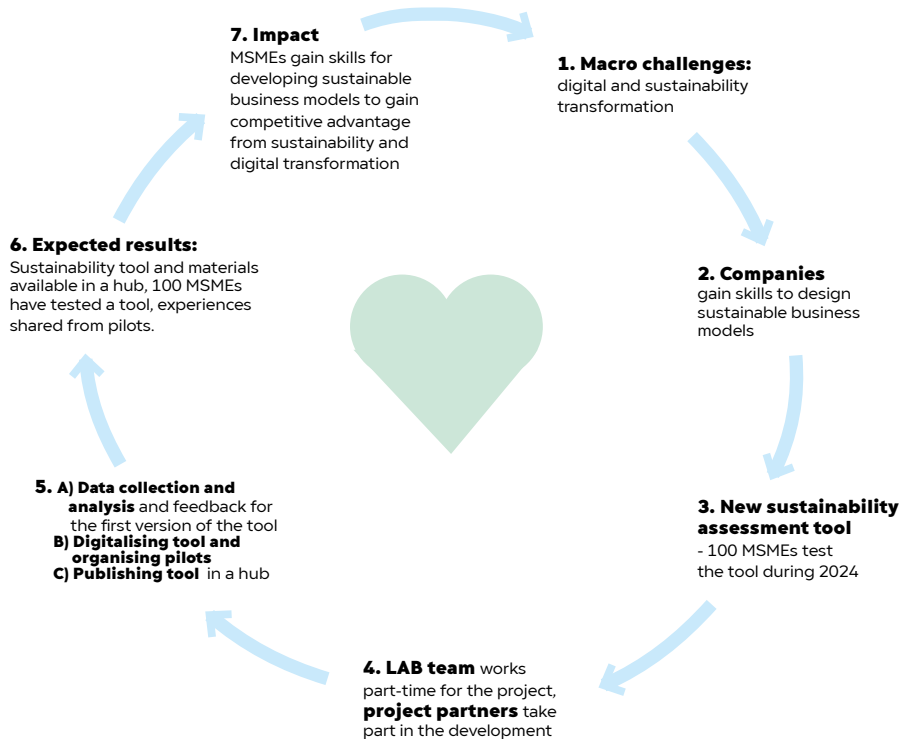 7. Impact
MSMEs gain skills for
developing sustainable
business models to gain
competitive advantage
from sustainability and
digital transformation
1. Macro challenges:
digital and sustainability
transformation
2. Companies
gain skills to design
sustainable business
models
3. New sustainability
assessment tool
- 100 MSMEs test
the tool during 2024
4. LAB team works
part-time for the project,
project partners take
part in the development
5. A) Data collection and
analysis and feedback for
the first version of the tool
B) Digitalising tool and
organising pilots
C) Publishing tool in a hub
6. Expected results:
Sustainability tool and materials
available in a hub, 100 MSMEs
have tested a tool, experiences
shared from pilots.